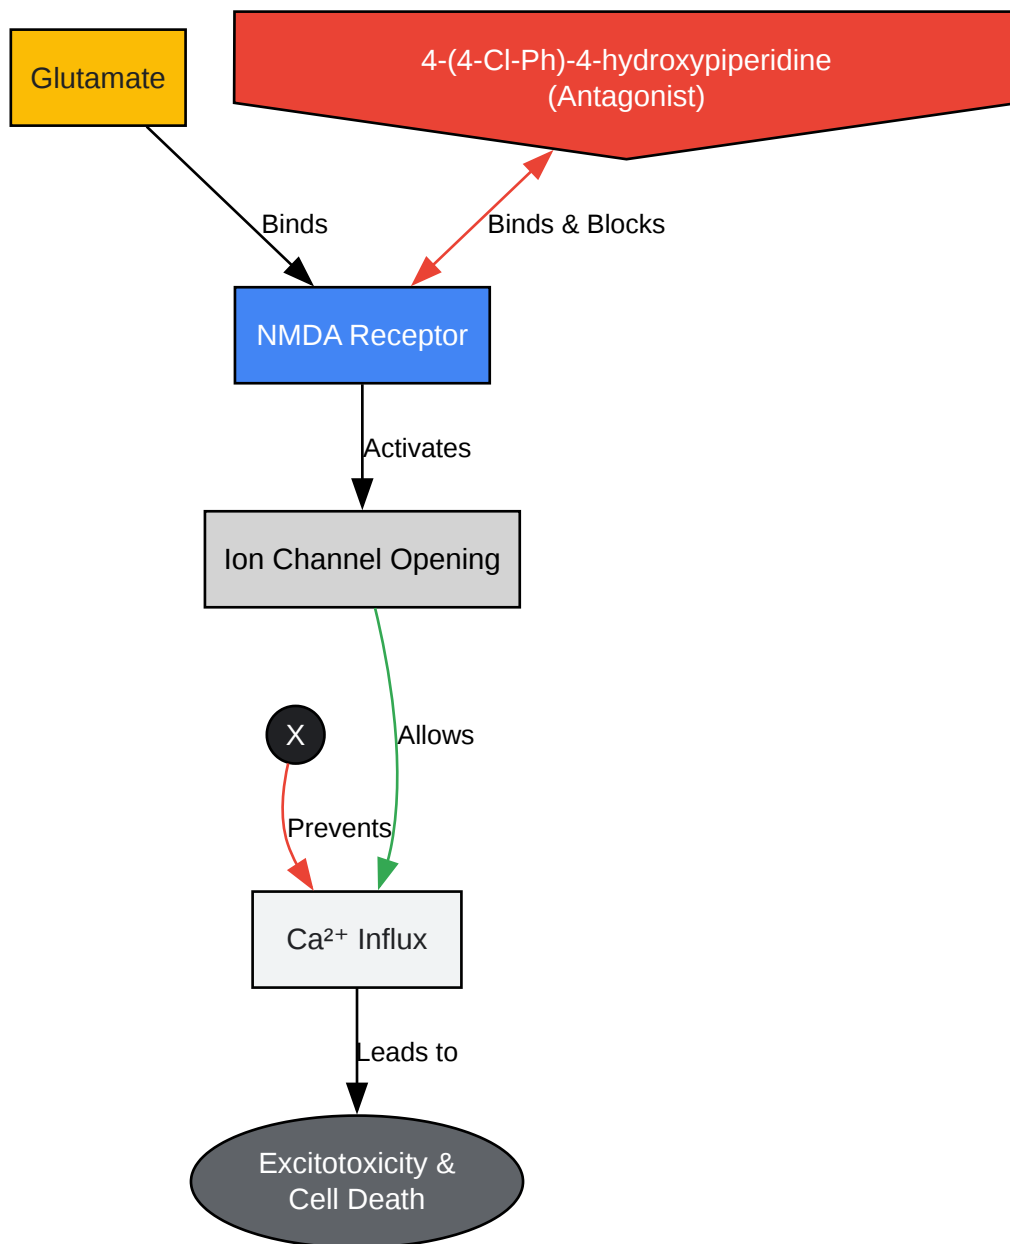 Glutamate
4-(4-Cl-Ph)-4-hydroxypiperidine
(Antagonist)
Binds
Binds & Blocks
NMDA Receptor
Activates
Ion Channel Opening
X
Allows
Prevents
Ca²⁺ Influx
Leads to
Excitotoxicity &
Cell Death